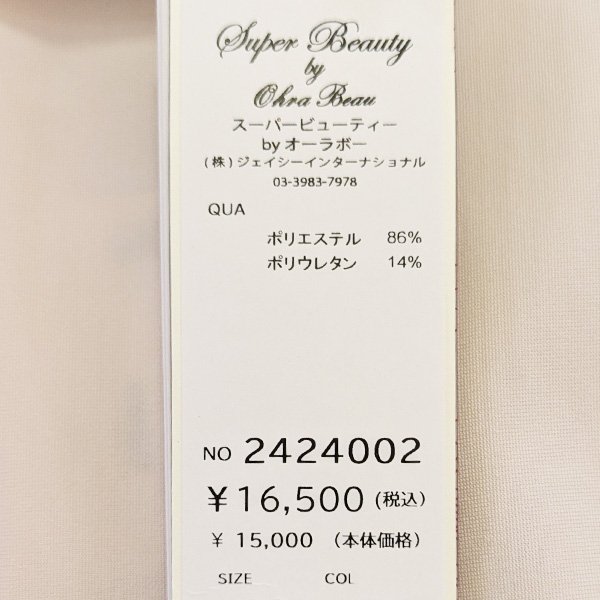 Super Beauty
by
Ohra Beau
スーパービューティー
by オーラボー
(株)ジェイシーインターナショナル
03-3983-7978
QUA
ポリエステル 86%
ポリウレタン 14%
NO 2424002
¥16,500 (税込)
¥ 15,000 (本体価格)
SIZE COL